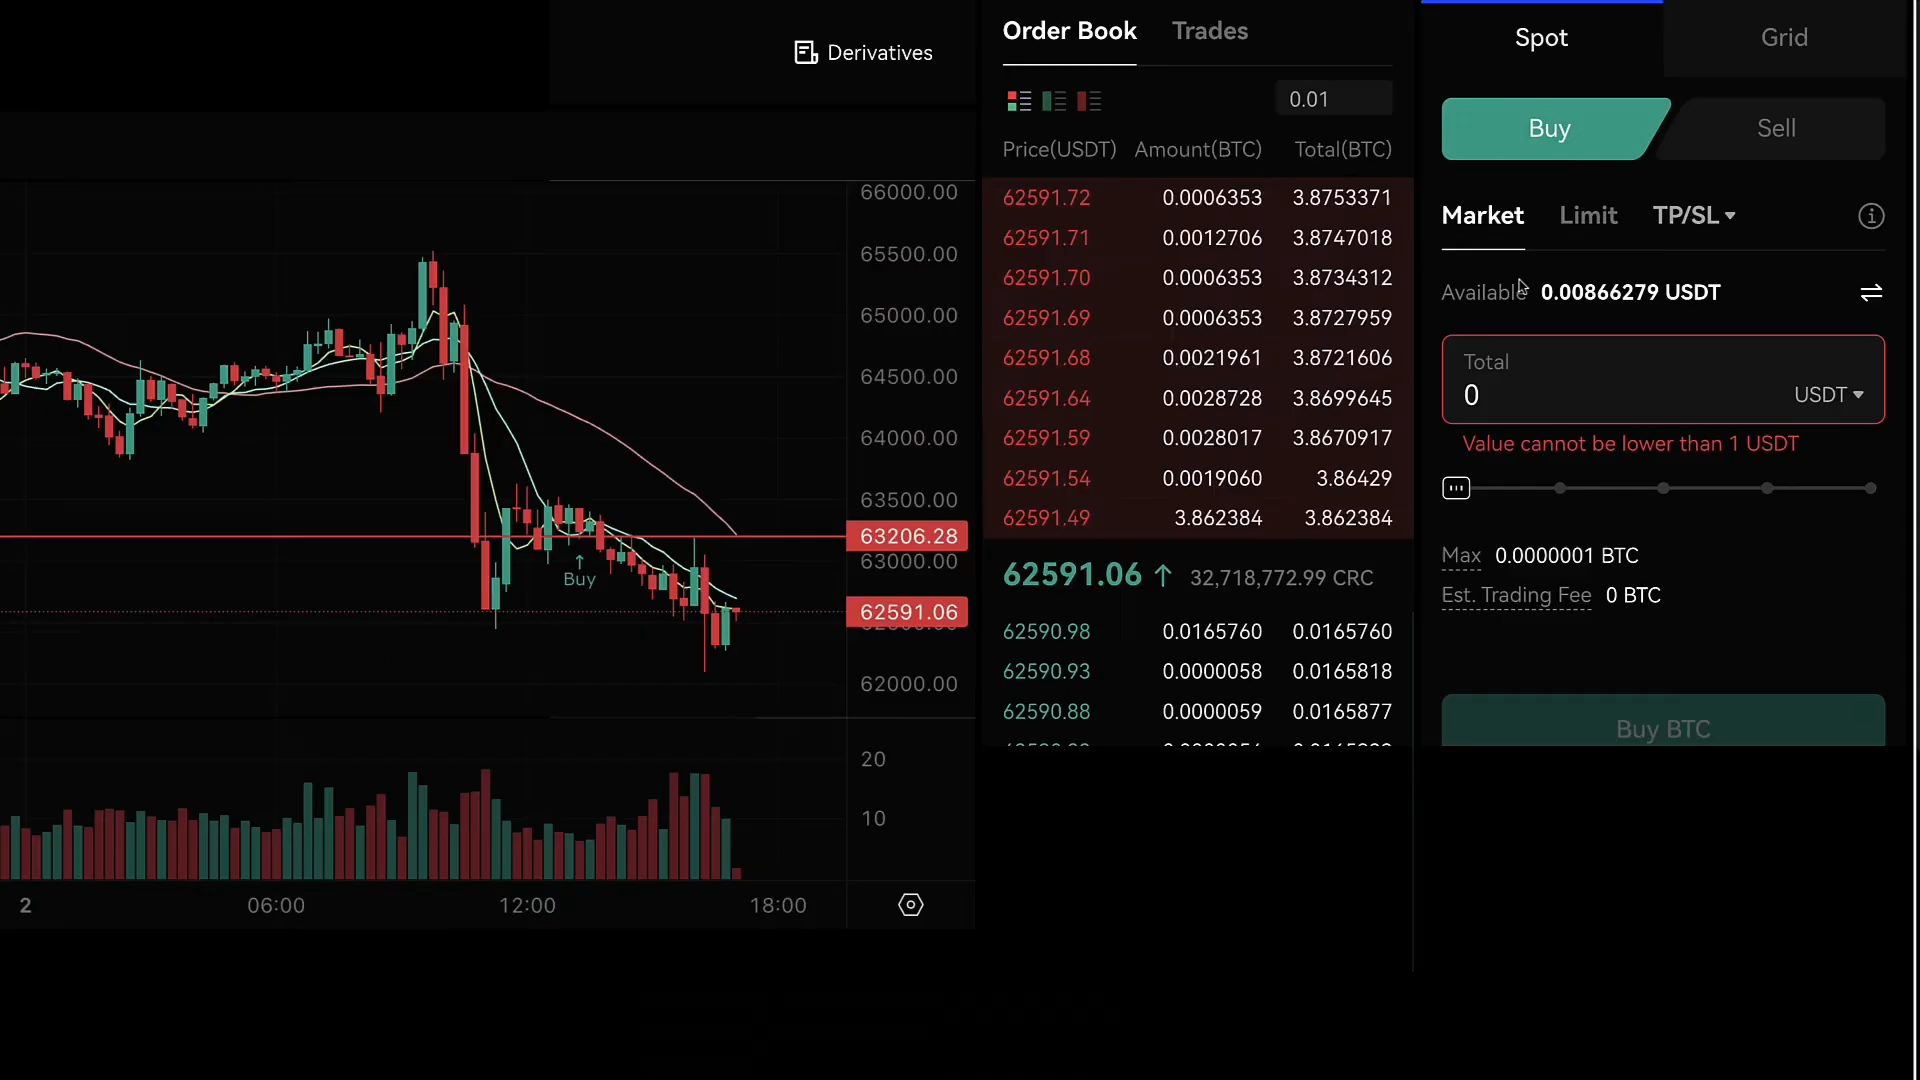 Derivatives
66000.00
65500.00
65000.00
64500.00
64000.00
63500.00
63206.28
63000.00
62591.06
62000.00
Buy
20
10
2 06:00 12:00 18:00
Order Book Trades
0.01
Price(USDT) Amount(BTC) Total(BTC)
62591.72 0.0006353 3.8753371
62591.71 0.0012706 3.8747018
62591.70 0.0006353 3.8734312
62591.69 0.0006353 3.8727959
62591.68 0.0021961 3.8721606
62591.64 0.0028728 3.8699645
62591.59 0.0028017 3.8670917
62591.54 0.0019060 3.86429
62591.49 3.862384 3.862384
62591.06 ↑ 32,718,772.99 CRC
62590.98 0.0165760 0.0165760
62590.93 0.0000058 0.0165818
62590.88 0.0000059 0.0165877
Spot Grid
Buy Sell
Market Limit TP/SL
Available 0.00866279 USDT
Total
0 USDT
Value cannot be lower than 1 USDT
Max 0.0000001 BTC
Est. Trading Fee 0 BTC
Buy BTC